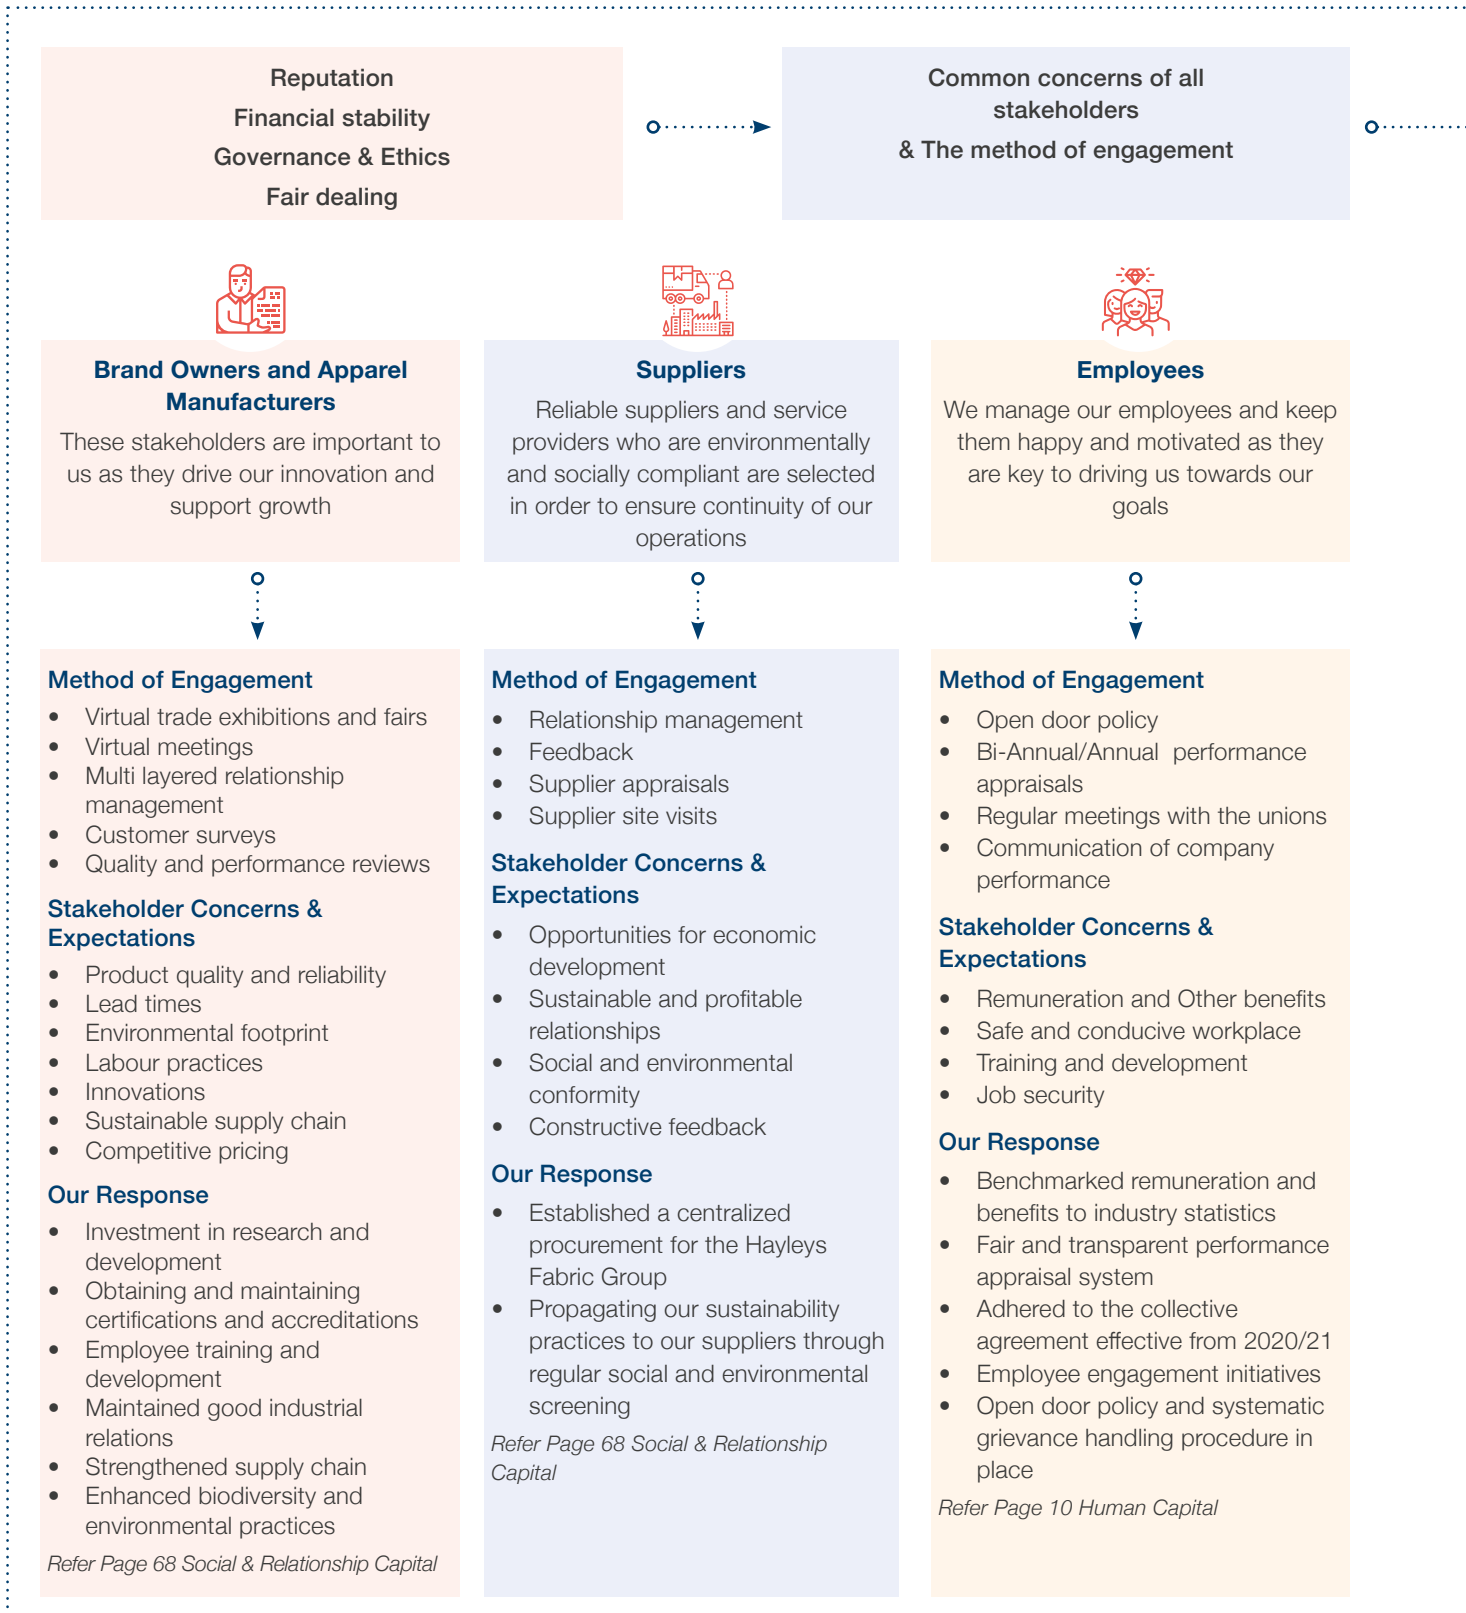 Reputation
Financial stability
Governance & Ethics
Fair dealing
Common concerns of all
stakeholders
& The method of engagement
Brand Owners and Apparel
Manufacturers
These stakeholders are important to
us as they drive our innovation and
support growth
Method of Engagement
• Virtual trade exhibitions and fairs
• Virtual meetings
• Multi layered relationship
management
• Customer surveys
• Quality and performance reviews
Stakeholder Concerns &
Expectations
• Product quality and reliability
• Lead times
• Environmental footprint
• Labour practices
• Innovations
• Sustainable supply chain
• Competitive pricing
Our Response
• Investment in research and
development
• Obtaining and maintaining
certifications and accreditations
• Employee training and
development
• Maintained good industrial
relations
• Strengthened supply chain
• Enhanced biodiversity and
environmental practices
Refer Page 68 Social & Relationship Capital
Suppliers
Reliable suppliers and service
providers who are environmentally
and socially compliant are selected
in order to ensure continuity of our
operations
Method of Engagement
• Relationship management
• Feedback
• Supplier appraisals
• Supplier site visits
Stakeholder Concerns &
Expectations
• Opportunities for economic
development
• Sustainable and profitable
relationships
• Social and environmental
conformity
• Constructive feedback
Our Response
• Established a centralized
procurement for the Hayleys
Fabric Group
• Propagating our sustainability
practices to our suppliers through
regular social and environmental
screening
Refer Page 68 Social & Relationship
Capital
Employees
We manage our employees and keep
them happy and motivated as they
are key to driving us towards our
goals
Method of Engagement
• Open door policy
• Bi-Annual/Annual performance
appraisals
• Regular meetings with the unions
• Communication of company
performance
Stakeholder Concerns &
Expectations
• Remuneration and Other benefits
• Safe and conducive workplace
• Training and development
• Job security
Our Response
• Benchmarked remuneration and
benefits to industry statistics
• Fair and transparent performance
appraisal system
• Adhered to the collective
agreement effective from 2020/21
• Employee engagement initiatives
• Open door policy and systematic
grievance handling procedure in
place
Refer Page 10 Human Capital